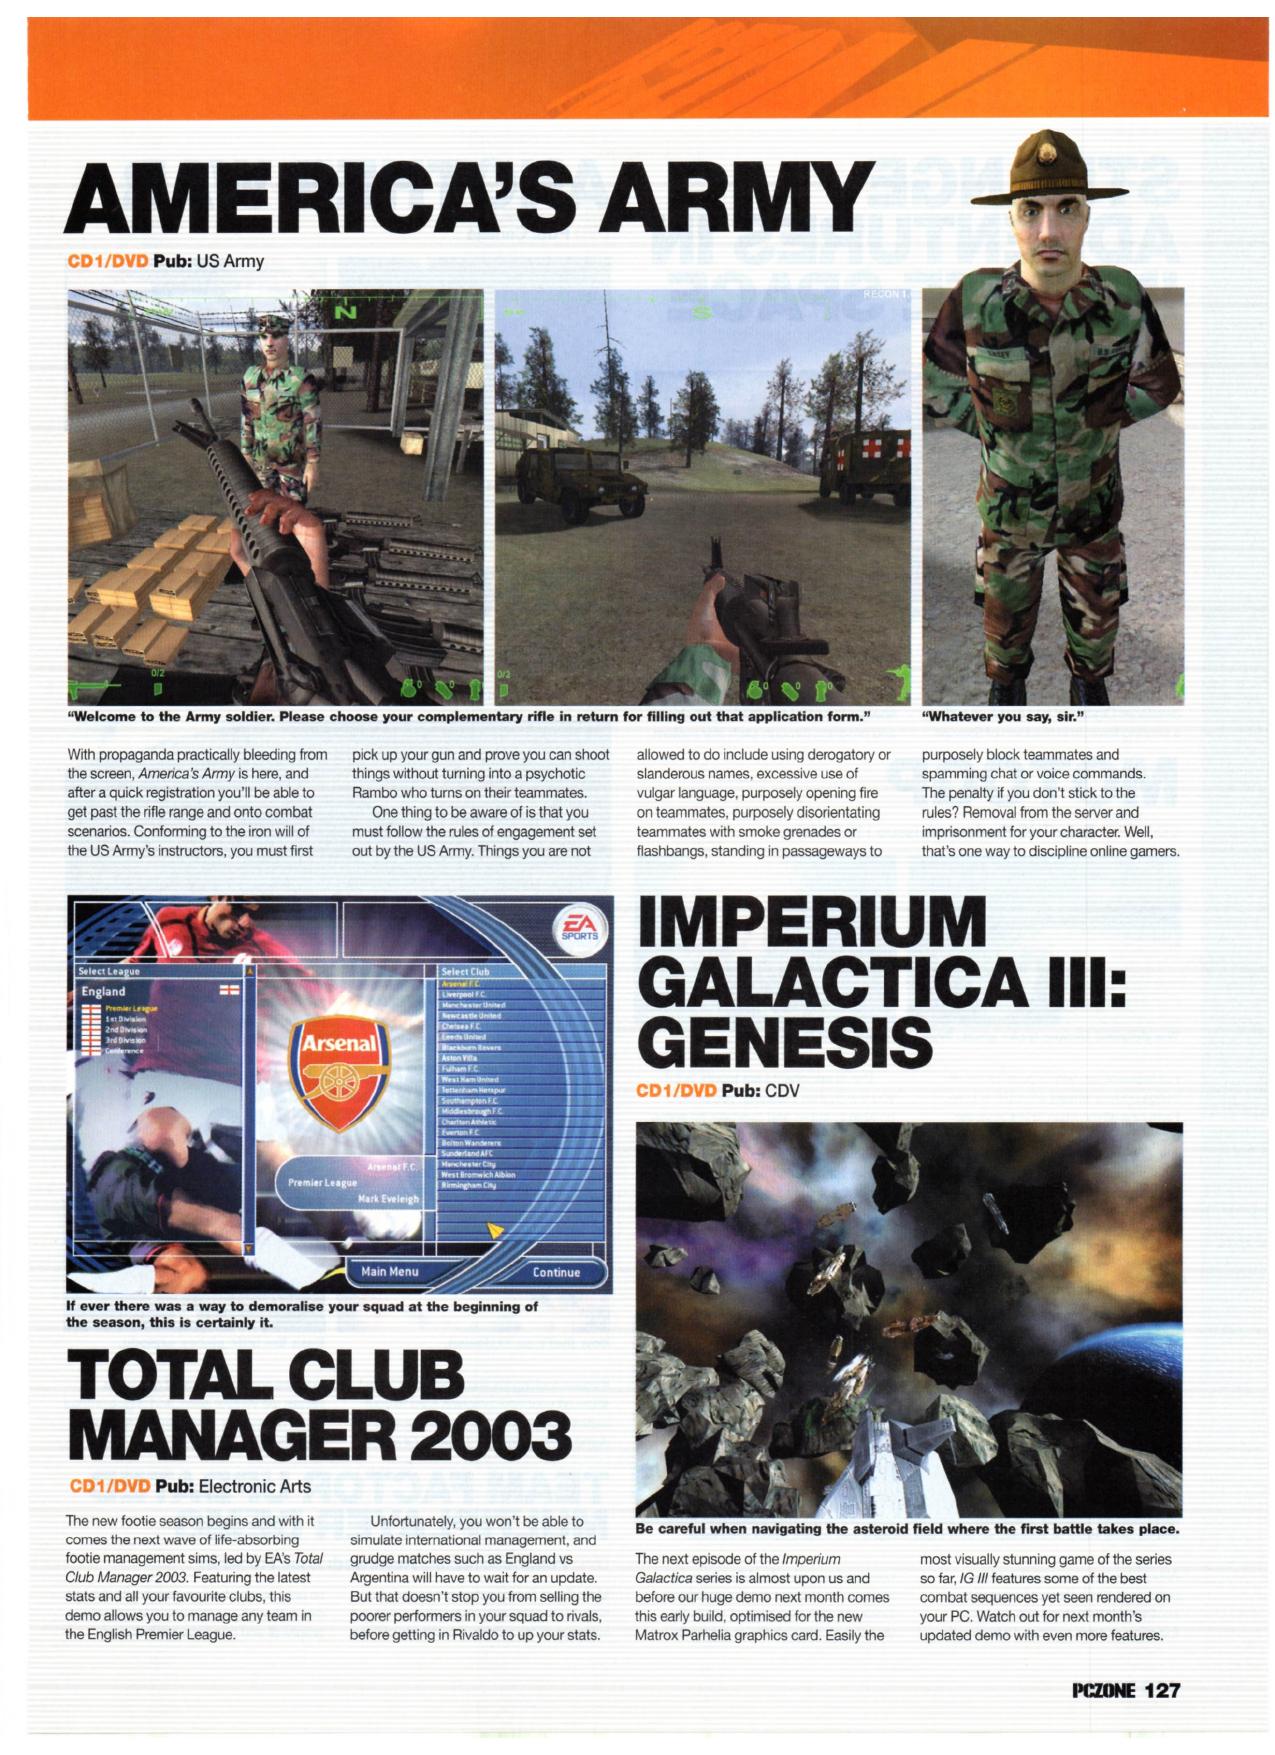 AMERICA'S ARMY
CD1/DVD Pub: US Army
N
S
RECON 1
0/2
0/2
CASEY
"Welcome to the Army soldier. Please choose your complementary rifle in return for filling out that application form."
"Whatever you say, sir."
With propaganda practically bleeding from
the screen, America's Army is here, and
after a quick registration you'll be able to
get past the rifle range and onto combat
scenarios. Conforming to the iron will of
the US Army's instructors, you must first
pick up your gun and prove you can shoot
things without turning into a psychotic
Rambo who turns on their teammates.
One thing to be aware of is that you
must follow the rules of engagement set
out by the US Army. Things you are not
allowed to do include using derogatory or
slanderous names, excessive use of
vulgar language, purposely opening fire
on teammates, purposely disorientating
teammates with smoke grenades or
flashbangs, standing in passageways to
purposely block teammates and
spamming chat or voice commands.
The penalty if you don't stick to the
rules? Removal from the server and
imprisonment for your character. Well,
that's one way to discipline online gamers.
EA
SPORTS
Select League
England
Premier League
1st Division
2nd Division
3rd Division
Conference
Arsenal
Arsenal F.C.
Premier League
Mark Eveleigh
Select Club
Arsenal F.C.
Liverpool F.C.
Manchester United
Newcastle United
Chelsea F.C.
Leeds United
Blackburn Rovers
Aston Villa
Fulham F.C.
West Ham United
Tottenham Hotspur
Southampton F.C.
Middlesbrough F.C.
Charlton Athletic
Everton F.C.
Bolton Wanderers
Sunderland AFC
Manchester City
West Bromwich Albion
Birmingham City
Main Menu
Continue
If ever there was a way to demoralise your squad at the beginning of
the season, this is certainly it.
TOTAL CLUB
MANAGER 2003
CD1/DVD Pub: Electronic Arts
The new footie season begins and with it
comes the next wave of life-absorbing
footie management sims, led by EA's Total
Club Manager 2003. Featuring the latest
stats and all your favourite clubs, this
demo allows you to manage any team in
the English Premier League.
Unfortunately, you won't be able to
simulate international management, and
grudge matches such as England vs
Argentina will have to wait for an update.
But that doesn't stop you from selling the
poorer performers in your squad to rivals,
before getting in Rivaldo to up your stats.
IMPERIUM
GALACTICA III:
GENESIS
CD1/DVD Pub: CDV
Be careful when navigating the asteroid field where the first battle takes place.
The next episode of the Imperium
Galactica series is almost upon us and
before our huge demo next month comes
this early build, optimised for the new
Matrox Parhelia graphics card. Easily the
most visually stunning game of the series
so far, IG III features some of the best
combat sequences yet seen rendered on
your PC. Watch out for next month's
updated demo with even more features.
PCZONE 127